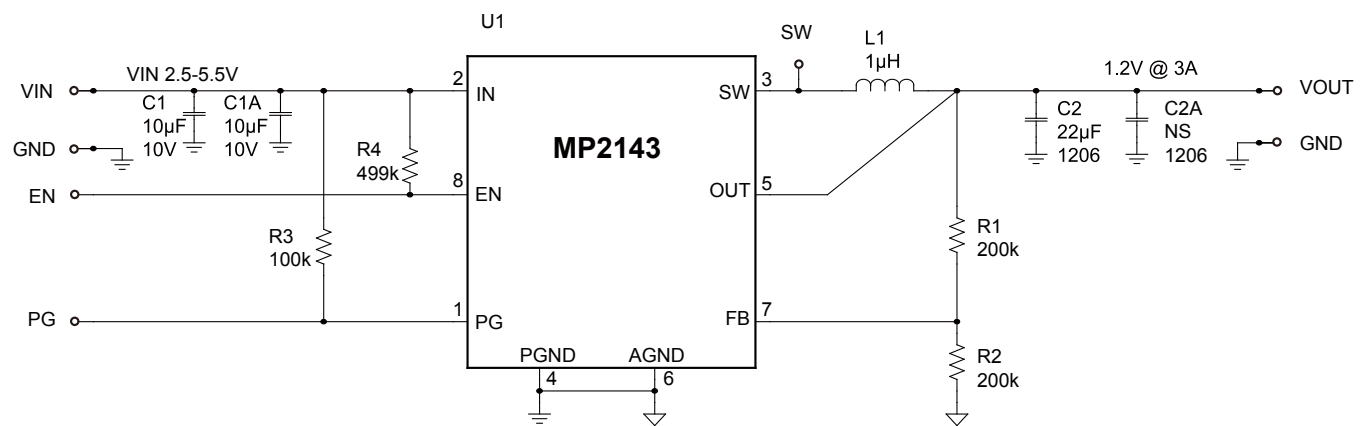 U1
SW
L1
1µH
VIN
VIN 2.5-5.5V
2
IN
SW
3
1.2V @ 3A
VOUT
C1
10µF
10V
C1A
10µF
10V
C2
22µF
1206
C2A
NS
1206
GND
GND
R4
499k
MP2143
EN
8
EN
OUT
5
R3
100k
R1
200k
PG
1
PG
FB
7
PGND
AGND
4
6
R2
200k